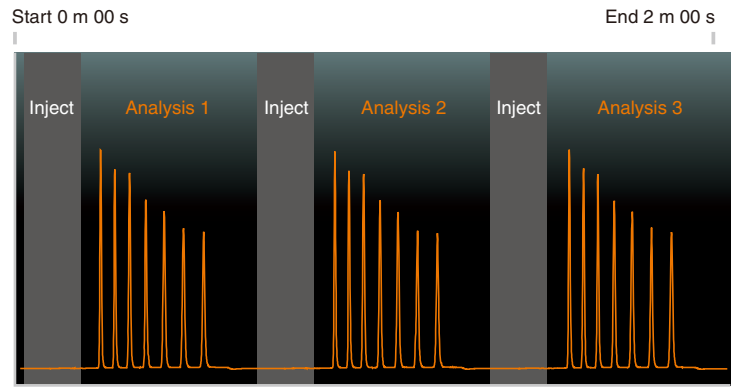 Start 0 m 00 s End 2 m 00 s
Inject Analysis 1 Inject Analysis 2 Inject Analysis 3